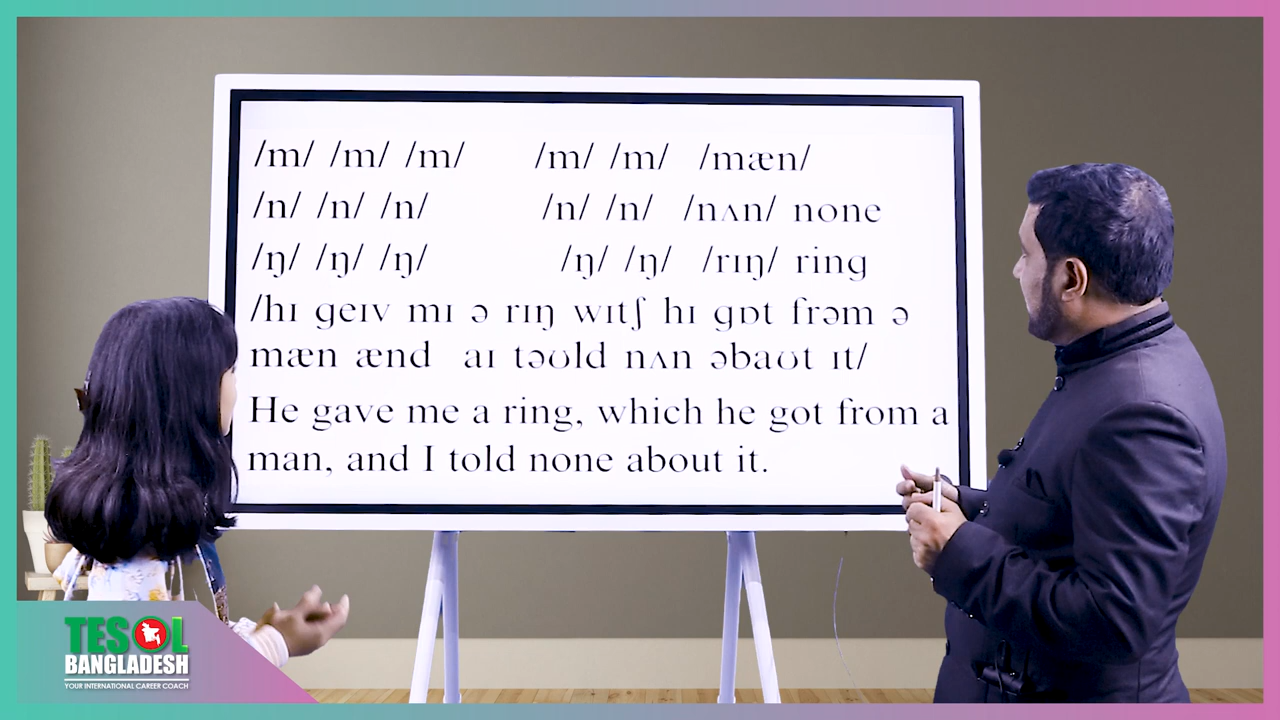 /m/ /m/ /m/ /m/ /m/ /mæn/
/n/ /n/ /n/ /n/ /n/ /nʌn/ none
/ŋ/ /ŋ/ /ŋ/ /ŋ/ /ŋ/ /rɪŋ/ ring
/hɪ geɪv mɪ ə rɪŋ wɪtʃ hɪ gɒt frəm ə
mæn ænd aɪ təʊld nʌn əbaʊt ɪt/
He gave me a ring, which he got from a
man, and I told none about it.
TESOL
BANGLADESH
YOUR INTERNATIONAL CAREER COACH